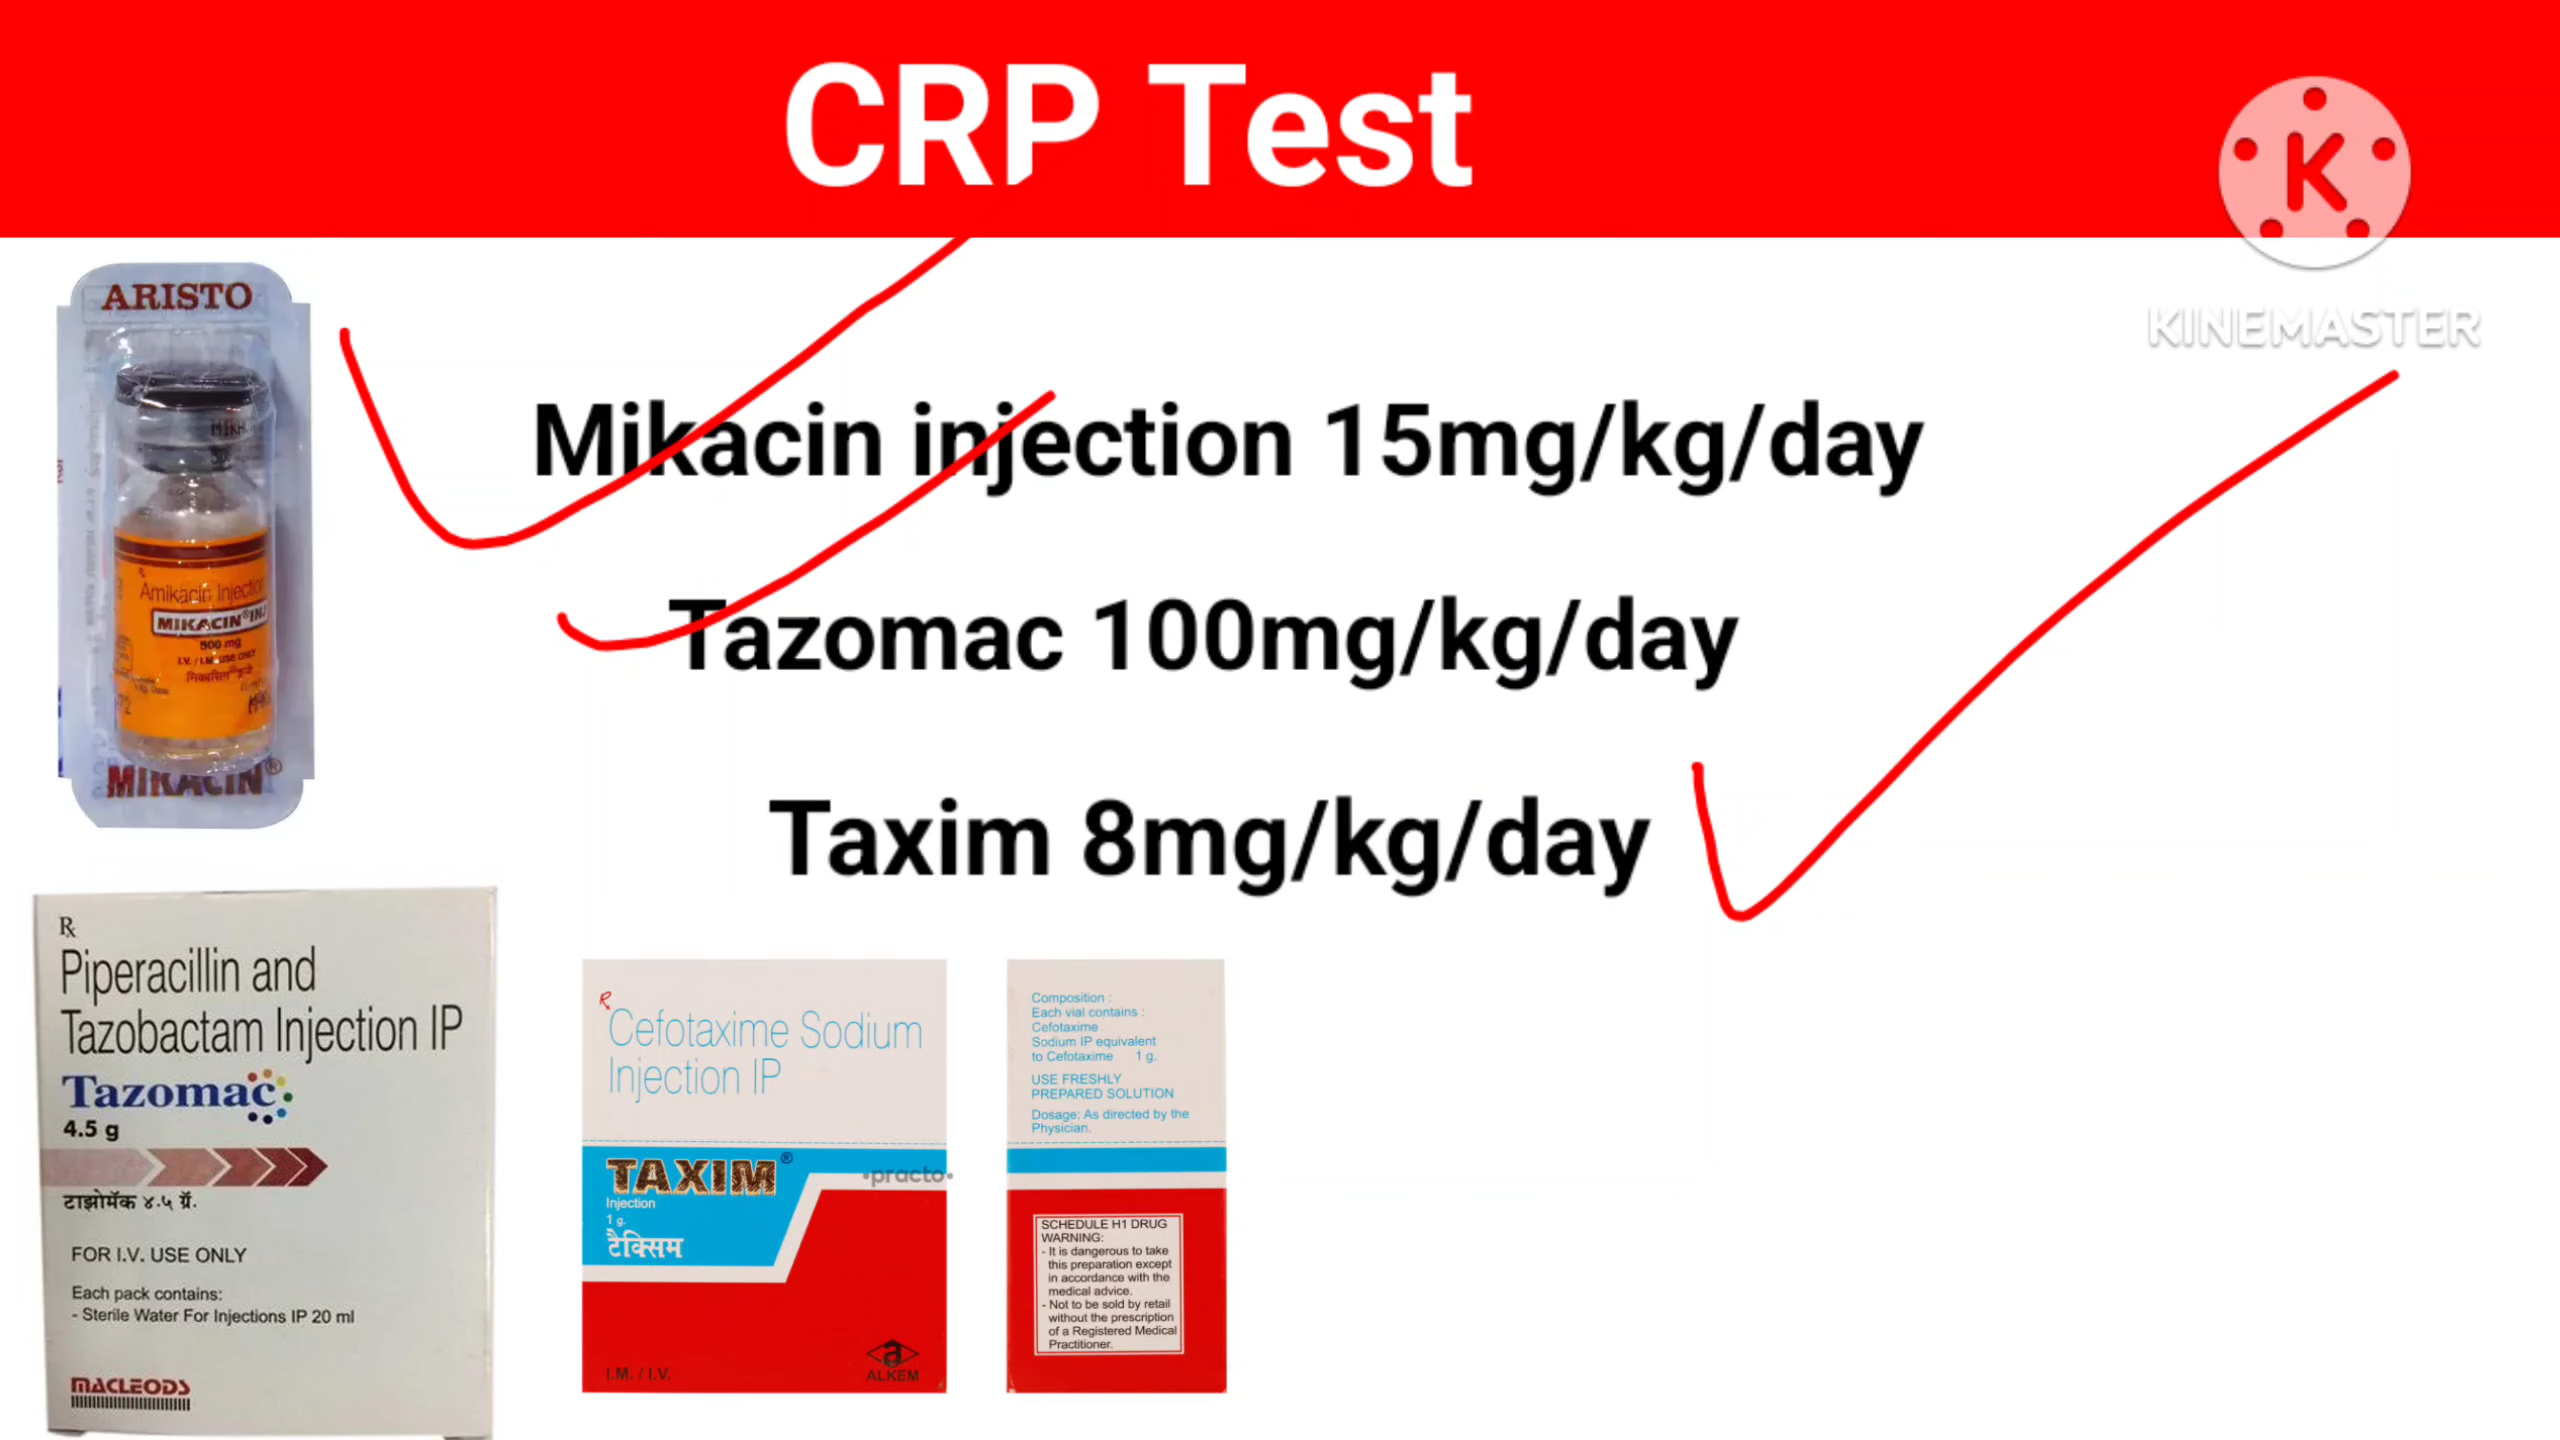 CRP Test
K
KINEMASTER
Mikacin injection 15mg/kg/day
Tazomac 100mg/kg/day
Taxim 8mg/kg/day
ARISTO
Amikacin Injection
MIKACIN® INJ
500 mg
I.V. / I.M. USE ONLY
MIKACIN®
Rx
Piperacillin and
Tazobactam Injection IP
Tazomac
4.5 g
टाझोमॅक ४.५ ग्रॅ.
FOR I.V. USE ONLY
Each pack contains:
- Sterile Water For Injections IP 20 ml
MACLEODS
R
Cefotaxime Sodium
Injection IP
TAXIM®
•practo•
Injection
1 g.
टैक्सिम
I.M. / I.V.
a
ALKEM
Composition :
Each vial contains :
Cefotaxime
Sodium IP equivalent
to Cefotaxime 1 g.
USE FRESHLY
PREPARED SOLUTION
Dosage: As directed by the
Physician.
SCHEDULE H1 DRUG
WARNING:
- It is dangerous to take
this preparation except
in accordance with the
medical advice.
- Not to be sold by retail
without the prescription
of a Registered Medical
Practitioner.